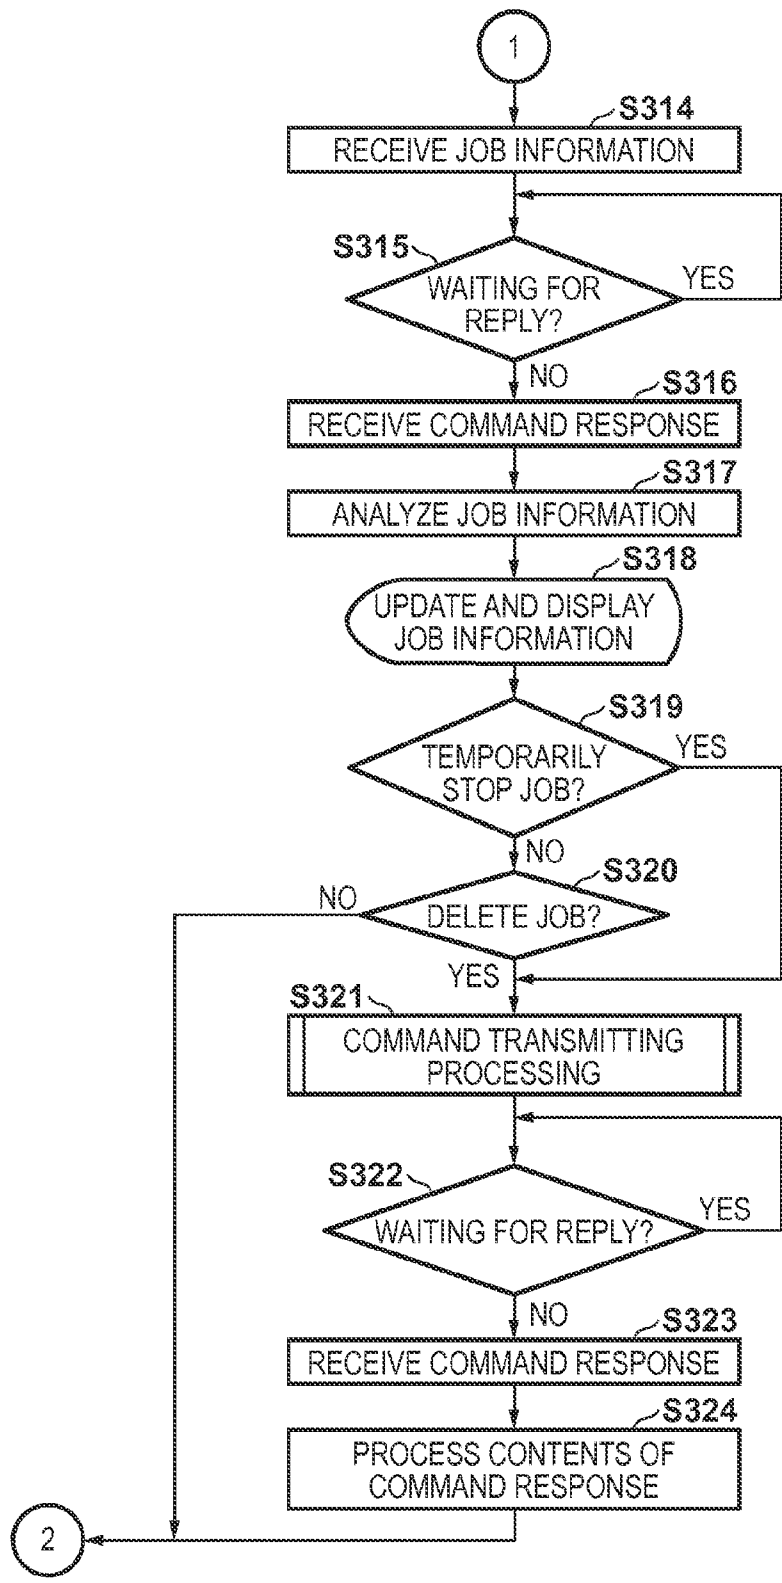 1
S314
RECEIVE JOB INFORMATION
S315
WAITING FOR
REPLY?
YES
NO
S316
RECEIVE COMMAND RESPONSE
S317
ANALYZE JOB INFORMATION
S318
UPDATE AND DISPLAY
JOB INFORMATION
S319
TEMPORARILY
STOP JOB?
YES
NO
S320
DELETE JOB?
NO
YES
S321
COMMAND TRANSMITTING
PROCESSING
S322
WAITING FOR REPLY?
YES
NO
S323
RECEIVE COMMAND RESPONSE
S324
PROCESS CONTENTS OF
COMMAND RESPONSE
2